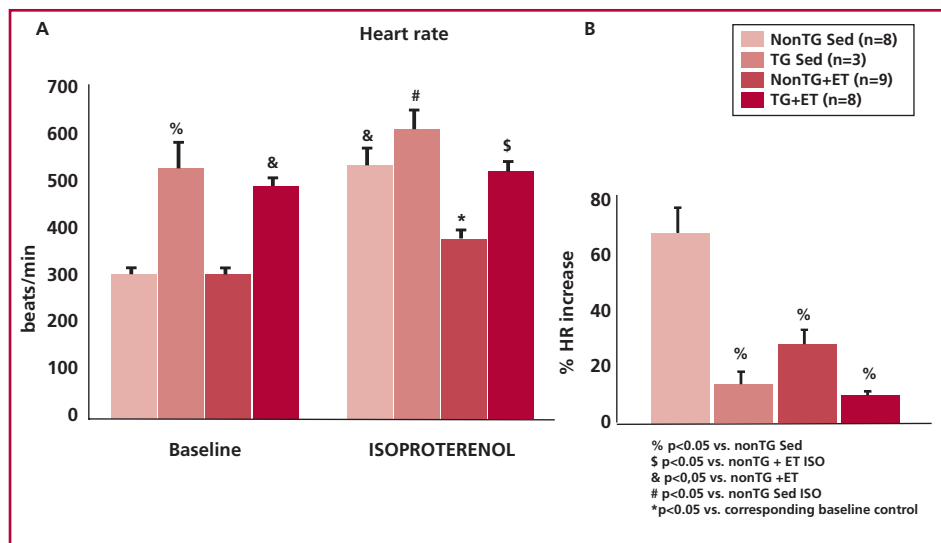 A
Heart rate
B
NonTG Sed (n=8)
TG Sed (n=3)
NonTG+ET (n=9)
TG+ET (n=8)
beats/min
700
600
500
400
300
200
100
0
%
&
&
#
*
$
Baseline
ISOPROTERENOL
% HR increase
80
60
40
20
0
%
%
%
% p<0.05 vs. nonTG Sed
$ p<0.05 vs. nonTG + ET ISO
& p<0,05 vs. nonTG +ET
# p<0.05 vs. nonTG Sed ISO
*p<0.05 vs. corresponding baseline control